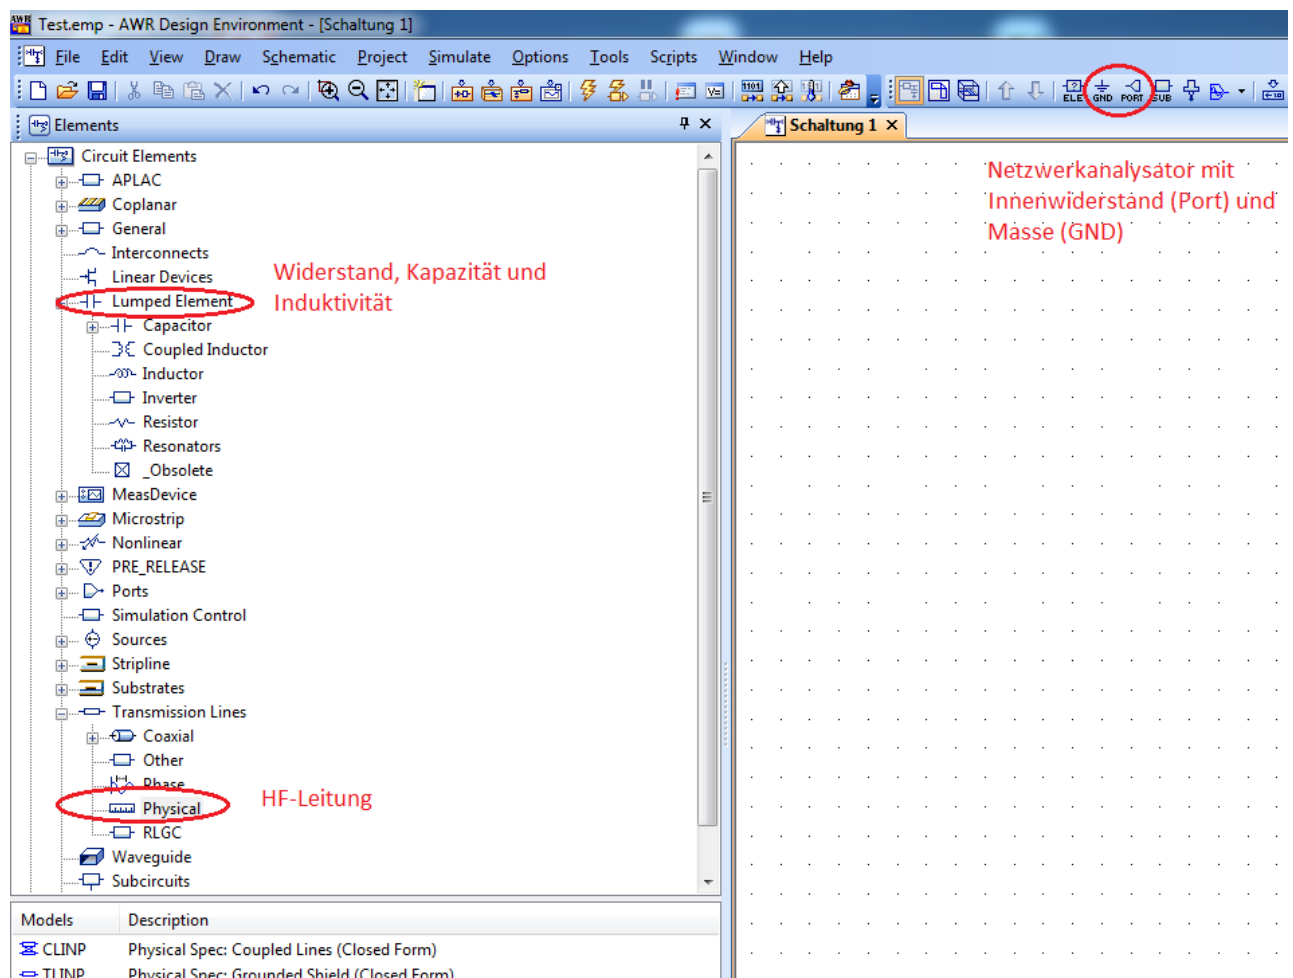 Test.emp - AWR Design Environment - [Schaltung 1]
File Edit View Draw Schematic Project Simulate Options Tools Scripts Window Help
ELE GND PORT SUB
Elements
Schaltung 1
Circuit Elements
APLAC
Coplanar
General
Interconnects
Linear Devices
Lumped Element
Capacitor
Coupled Inductor
Inductor
Inverter
Resistor
Resonators
_Obsolete
MeasDevice
Microstrip
Nonlinear
PRE_RELEASE
Ports
Simulation Control
Sources
Stripline
Substrates
Transmission Lines
Coaxial
Other
Phase
Physical
RLGC
Waveguide
Subcircuits
Widerstand, Kapazität und
Induktivität
HF-Leitung
Netzwerkanalysator mit
Innenwiderstand (Port) und
Masse (GND)
Models Description
CLINP Physical Spec: Coupled Lines (Closed Form)
TLINP Physical Spec: Grounded Shield (Closed Form)